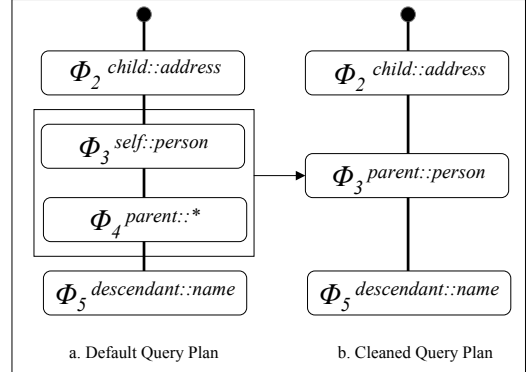 Φ2 child::address
Φ3 self::person
Φ4 parent::*
Φ5 descendant::name
a. Default Query Plan
Φ2 child::address
Φ3 parent::person
Φ5 descendant::name
b. Cleaned Query Plan